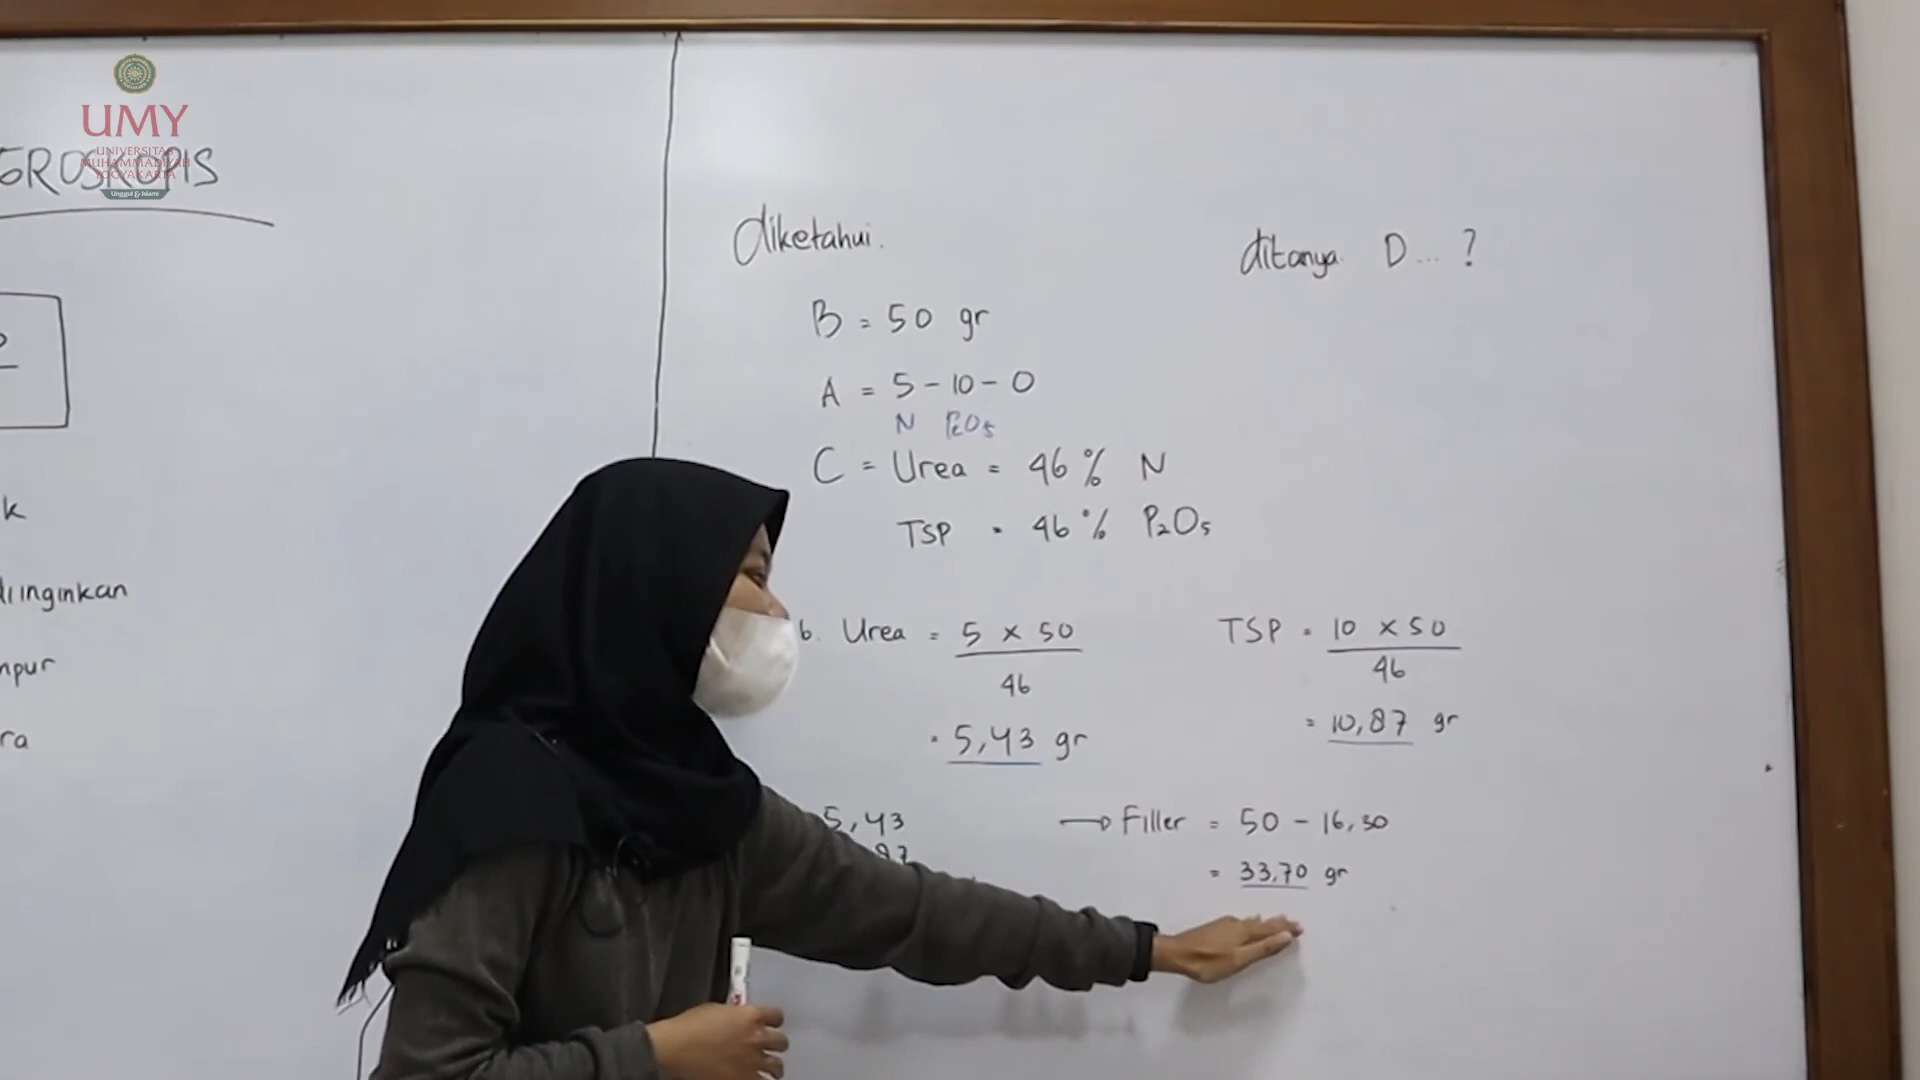 UMY
UNIVERSITAS
MUHAMMADIYAH
YOGYAKARTA
Unggul & Islami
GROSKOPIS
k
diinginkan
mpur
ra
diketahui.
ditanya D...?
B = 50 gr
A = 5 - 10 - 0
N P2O5
C = Urea = 46% N
TSP = 46% P2O5
b. Urea = 5 x 50
46
= 5,43 gr
TSP = 10 x 50
46
= 10,87 gr
5,43
87
→ Filler = 50 - 16,30
= 33,70 gr